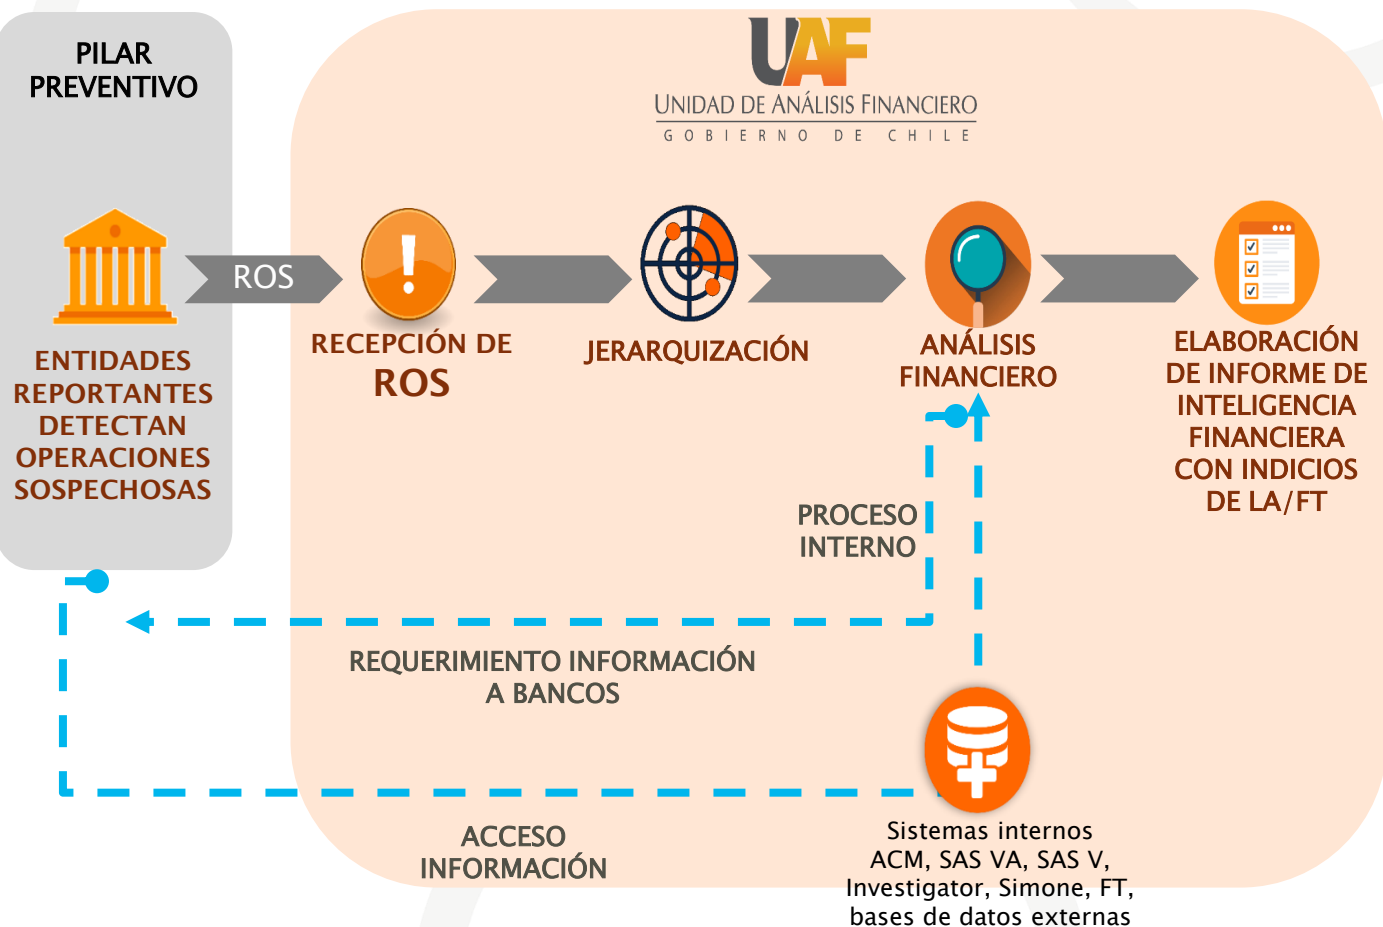 PILAR
PREVENTIVO
UAF
UNIDAD DE ANÁLISIS FINANCIERO
GOBIERNO DE CHILE
ROS
ENTIDADES
REPORTANTES
DETECTAN
OPERACIONES
SOSPECHOSAS
RECEPCIÓN DE
ROS
JERARQUIZACIÓN
ANÁLISIS
FINANCIERO
ELABORACIÓN
DE INFORME DE
INTELIGENCIA
FINANCIERA
CON INDICIOS
DE LA/FT
PROCESO
INTERNO
REQUERIMIENTO INFORMACIÓN
A BANCOS
ACCESO
INFORMACIÓN
Sistemas internos
ACM, SAS VA, SAS V,
Investigator, Simone, FT,
bases de datos externas